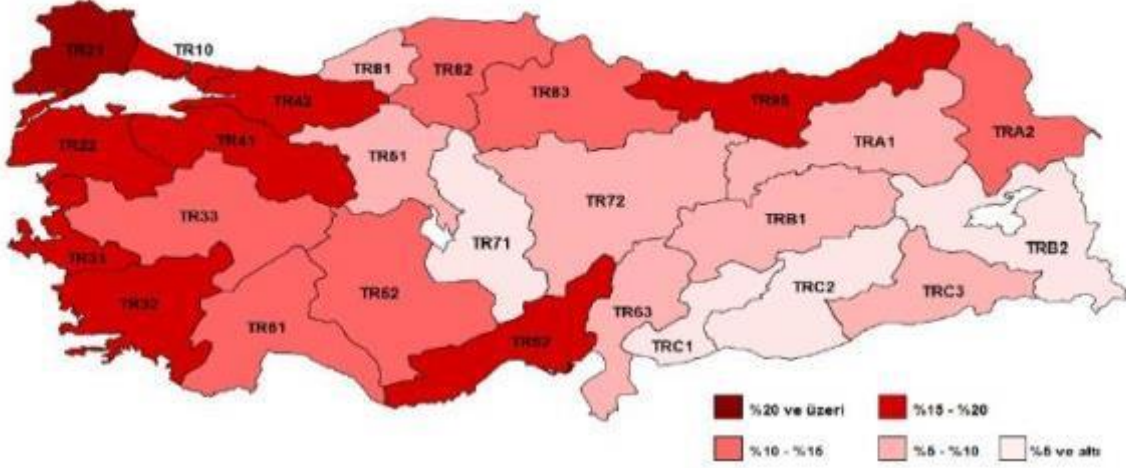 TR21
TR10
TR81
TR82
TR42
TR83
TR90
TRA2
TR22
TR41
TR51
TRA1
TR33
TR72
TRB1
TR71
TRB2
TR31
TR32
TR52
TRC2
TRC3
TR61
TR63
TR62
TRC1
%20 ve üzeri
%15 - %20
%10 - %15
%5 - %10
%5 ve altı